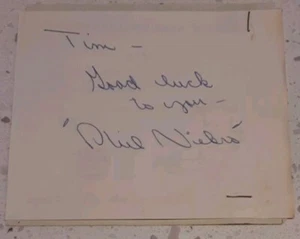 Tim -
Good luck
to you -
"Phil Niekro"